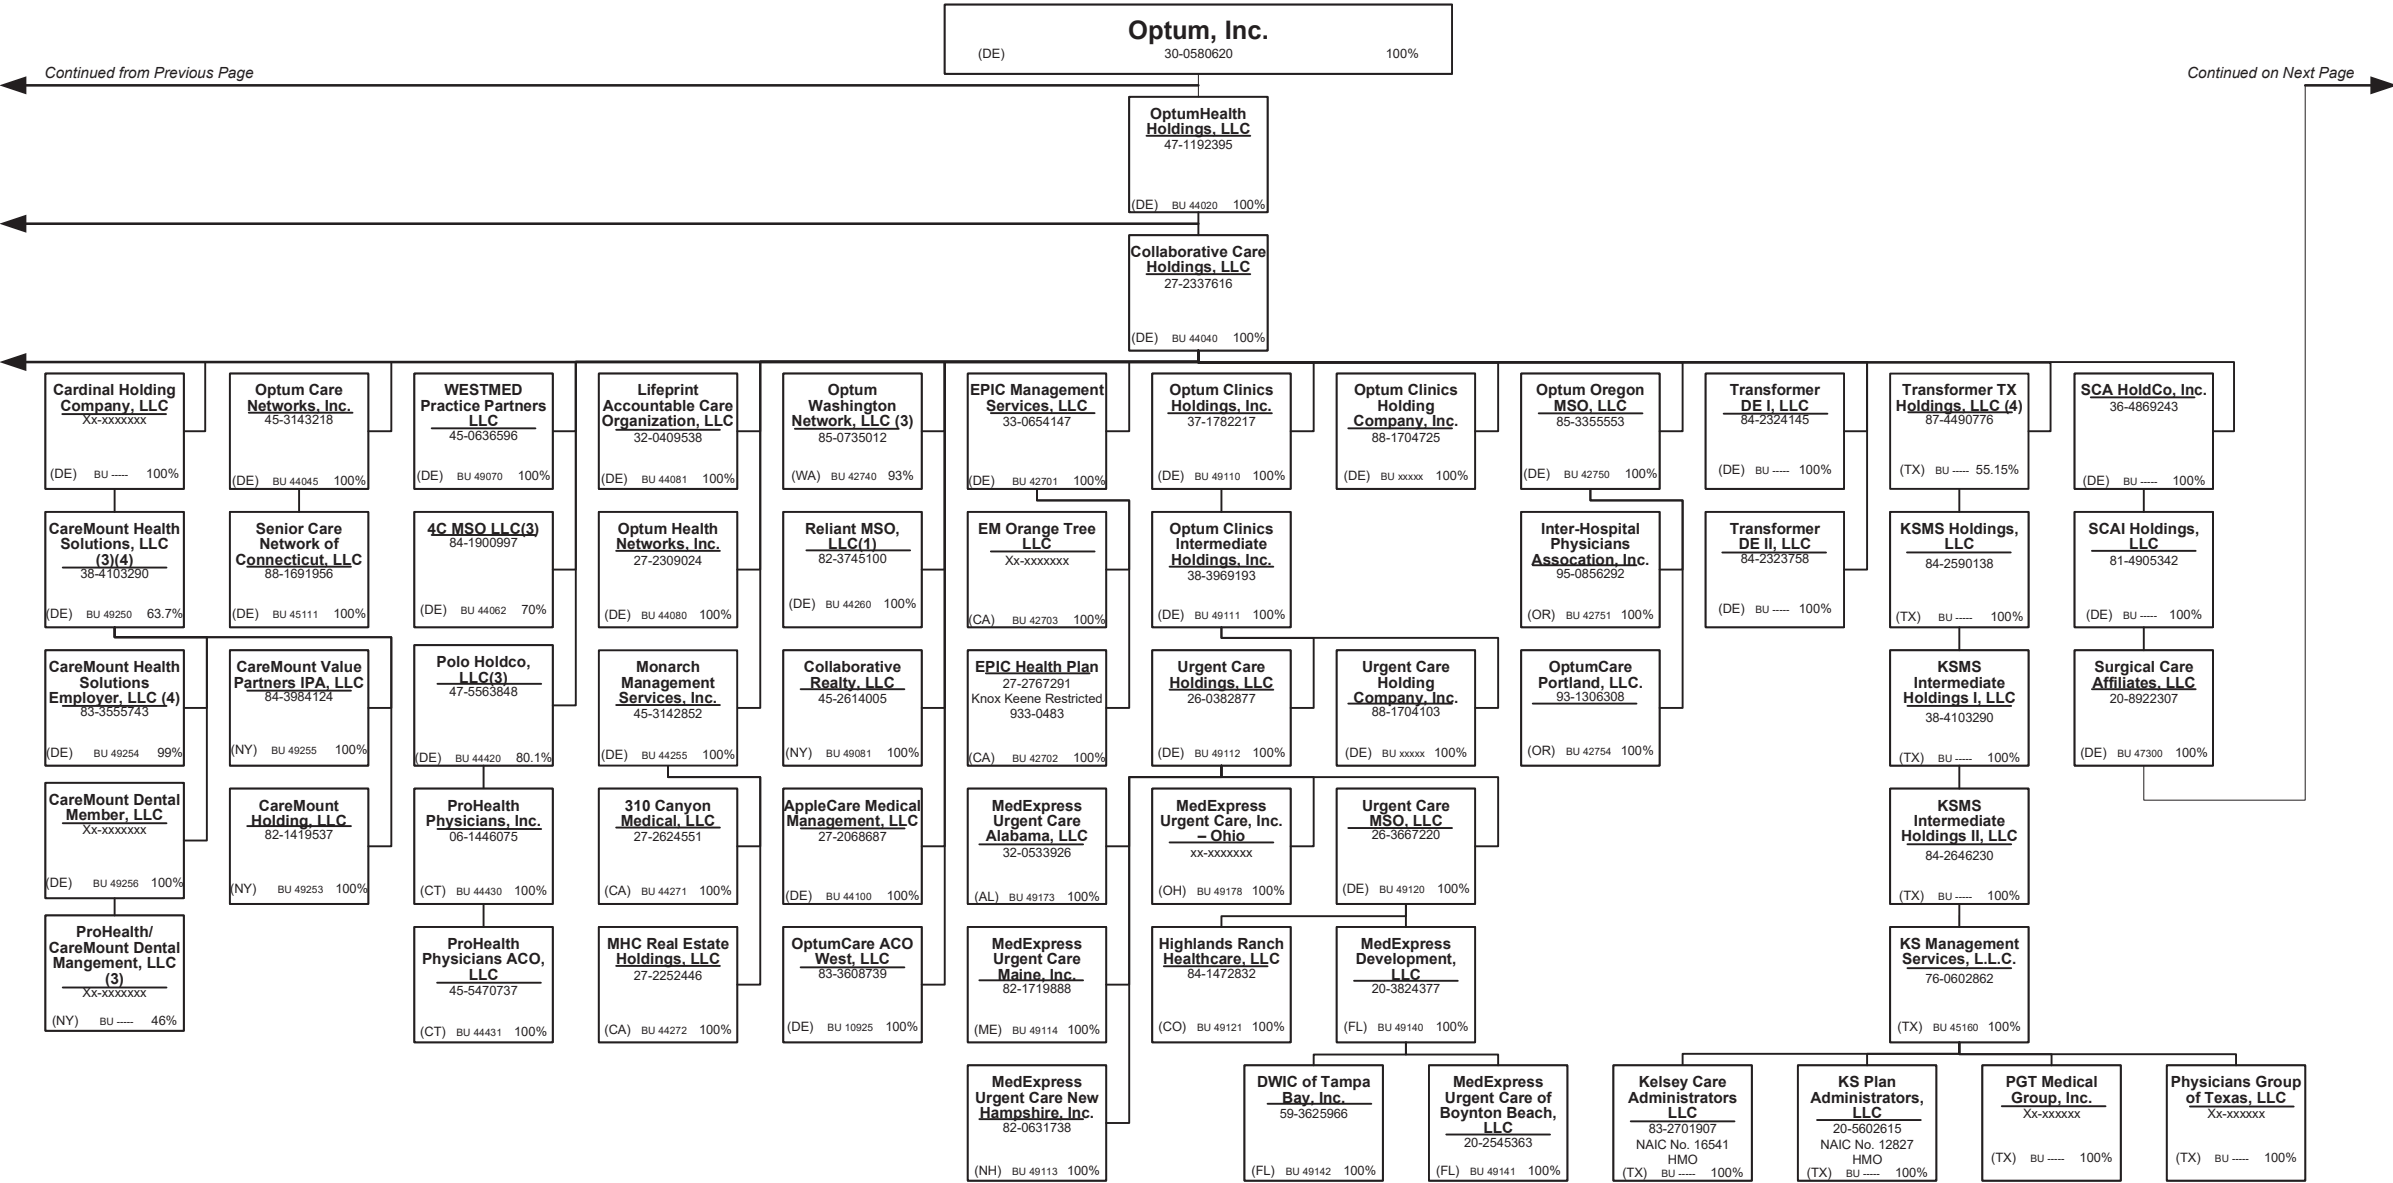 Optum, Inc.
(DE) 30-0580620 100%
Continued from Previous Page
Continued on Next Page
OptumHealth
Holdings, LLC
47-1192395
(DE) BU 44020 100%
Collaborative Care
Holdings, LLC
27-2337616
(DE) BU 44040 100%
Cardinal Holding
Company, LLC
Xx-xxxxxxx
(DE) BU ----- 100%
Optum Care
Networks, Inc.
45-3143218
(DE) BU 44045 100%
WESTMED
Practice Partners
LLC
45-0636596
(DE) BU 49070 100%
Lifeprint
Accountable Care
Organization, LLC
32-0409538
(DE) BU 44081 100%
Optum
Washington
Network, LLC (3)
85-0735012
(WA) BU 42740 93%
EPIC Management
Services, LLC
33-0654147
(DE) BU 42701 100%
Optum Clinics
Holdings, Inc.
37-1782217
(DE) BU 49110 100%
Optum Clinics
Holding
Company, Inc.
88-1704725
(DE) BU xxxxx 100%
Optum Oregon
MSO, LLC
85-3355553
(DE) BU 42750 100%
Transformer
DE I, LLC
84-2324145
(DE) BU ----- 100%
Transformer TX
Holdings, LLC (4)
87-4490776
(TX) BU ----- 55.15%
SCA HoldCo, Inc.
36-4869243
(DE) BU ----- 100%
CareMount Health
Solutions, LLC
(3)(4)
38-4103290
(DE) BU 49250 63.7%
Senior Care
Network of
Connecticut, LLC
88-1691956
(DE) BU 45111 100%
4C MSO LLC(3)
84-1900997
(DE) BU 44062 70%
Optum Health
Networks, Inc.
27-2309024
(DE) BU 44080 100%
Reliant MSO,
LLC(1)
82-3745100
(DE) BU 44260 100%
EM Orange Tree
LLC
Xx-xxxxxxx
(CA) BU 42703 100%
Optum Clinics
Intermediate
Holdings, Inc.
38-3969193
(DE) BU 49111 100%
Inter-Hospital
Physicians
Assocation, Inc.
95-0856292
(OR) BU 42751 100%
Transformer
DE II, LLC
84-2323758
(DE) BU ----- 100%
KSMS Holdings,
LLC
84-2590138
(TX) BU ----- 100%
SCAI Holdings,
LLC
81-4905342
(DE) BU ----- 100%
CareMount Health
Solutions
Employer, LLC (4)
83-3555743
(DE) BU 49254 99%
CareMount Value
Partners IPA, LLC
84-3984124
(NY) BU 49255 100%
Polo Holdco,
LLC(3)
47-5563848
(DE) BU 44420 80.1%
Monarch
Management
Services, Inc.
45-3142852
(DE) BU 44255 100%
Collaborative
Realty, LLC
45-2614005
(NY) BU 49081 100%
EPIC Health Plan
27-2767291
Knox Keene Restricted
933-0483
(CA) BU 42702 100%
Urgent Care
Holdings, LLC
26-0382877
(DE) BU 49112 100%
Urgent Care
Holding
Company, Inc.
88-1704103
(DE) BU xxxxx 100%
OptumCare
Portland, LLC.
93-1306308
(OR) BU 42754 100%
KSMS
Intermediate
Holdings I, LLC
38-4103290
(TX) BU ----- 100%
Surgical Care
Affiliates, LLC
20-8922307
(DE) BU 47300 100%
CareMount Dental
Member, LLC
Xx-xxxxxxx
(DE) BU 49256 100%
CareMount
Holding, LLC
82-1419537
(NY) BU 49253 100%
ProHealth
Physicians, Inc.
06-1446075
(CT) BU 44430 100%
310 Canyon
Medical, LLC
27-2624551
(CA) BU 44271 100%
AppleCare Medical
Management, LLC
27-2068687
(DE) BU 44100 100%
MedExpress
Urgent Care
Alabama, LLC
32-0533926
(AL) BU 49173 100%
MedExpress
Urgent Care, Inc.
– Ohio
xx-xxxxxxx
(OH) BU 49178 100%
Urgent Care
MSO, LLC
26-3667220
(DE) BU 49120 100%
KSMS
Intermediate
Holdings II, LLC
84-2646230
(TX) BU ----- 100%
ProHealth/
CareMount Dental
Mangement, LLC
(3)
Xx-xxxxxxx
(NY) BU ----- 46%
ProHealth
Physicians ACO,
LLC
45-5470737
(CT) BU 44431 100%
MHC Real Estate
Holdings, LLC
27-2252446
(CA) BU 44272 100%
OptumCare ACO
West, LLC
83-3608739
(DE) BU 10925 100%
MedExpress
Urgent Care
Maine, Inc.
82-1719888
(ME) BU 49114 100%
Highlands Ranch
Healthcare, LLC
84-1472832
(CO) BU 49121 100%
MedExpress
Development,
LLC
20-3824377
(FL) BU 49140 100%
KS Management
Services, L.L.C.
76-0602862
(TX) BU 45160 100%
MedExpress
Urgent Care New
Hampshire, Inc.
82-0631738
(NH) BU 49113 100%
DWIC of Tampa
Bay, Inc.
59-3625966
(FL) BU 49142 100%
MedExpress
Urgent Care of
Boynton Beach,
LLC
20-2545363
(FL) BU 49141 100%
Kelsey Care
Administrators
LLC
83-2701907
NAIC No. 16541
HMO
(TX) BU ----- 100%
KS Plan
Administrators,
LLC
20-5602615
NAIC No. 12827
HMO
(TX) BU ----- 100%
PGT Medical
Group, Inc.
Xx-xxxxxx
(TX) BU ----- 100%
Physicians Group
of Texas, LLC
Xx-xxxxxx
(TX) BU ----- 100%